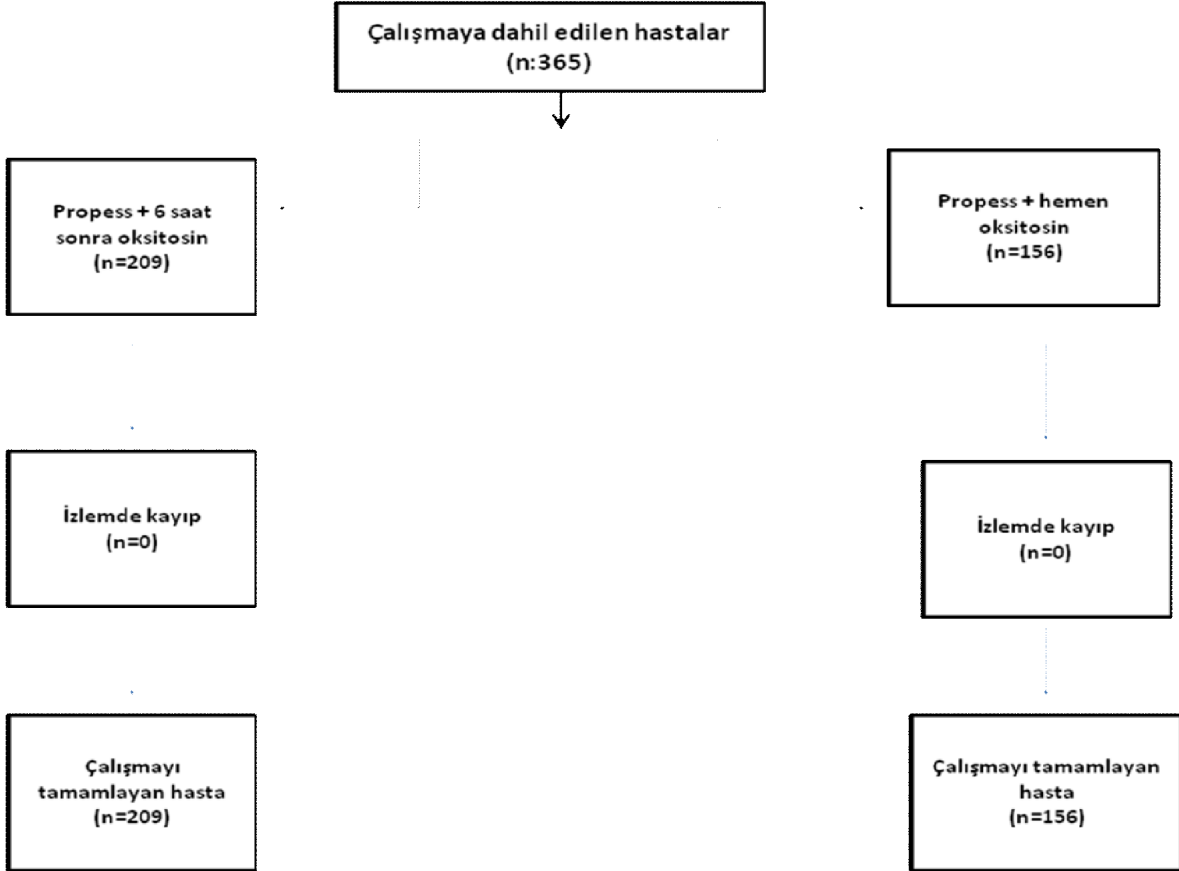 Çalışmaya dahil edilen hastalar
(n:365)
Propess + 6 saat
sonra oksitosin
(n=209)
Propess + hemen
oksitosin
(n=156)
İzlemde kayıp
(n=0)
İzlemde kayıp
(n=0)
Çalışmayı
tamamlayan hasta
(n=209)
Çalışmayı tamamlayan
hasta
(n=156)